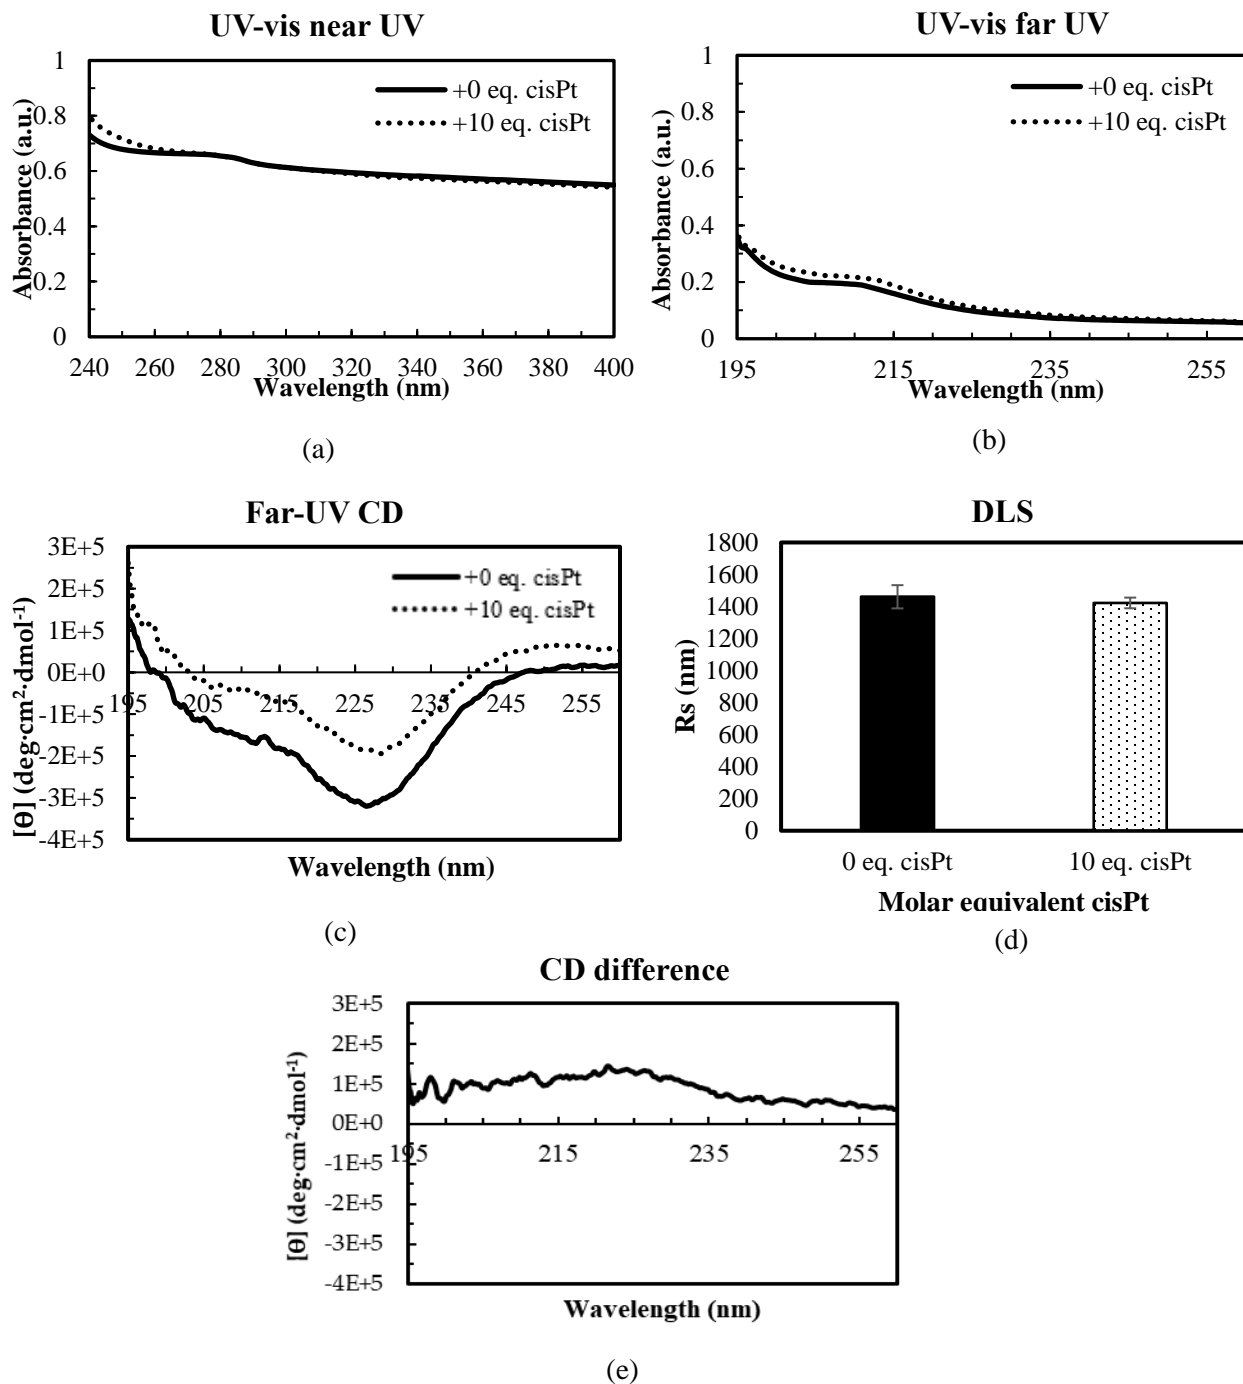 UV-vis near UV
1
0.8
0.6
0.4
0.2
0
Absorbance (a.u.)
+0 eq. cisPt
+10 eq. cisPt
240 260 280 300 320 340 360 380 400
Wavelength (nm)
(a)
UV-vis far UV
1
0.8
0.6
0.4
0.2
0
Absorbance (a.u.)
+0 eq. cisPt
+10 eq. cisPt
195 215 235 255
Wavelength (nm)
(b)
Far-UV CD
3E+5
2E+5
1E+5
0E+0
-1E+5
-2E+5
-3E+5
-4E+5
[Θ] (deg·cm²·dmol⁻¹)
+0 eq. cisPt
+10 eq. cisPt
195 205 215 225 235 245 255
Wavelength (nm)
(c)
DLS
1800
1600
1400
1200
1000
800
600
400
200
0
Rs (nm)
0 eq. cisPt 10 eq. cisPt
Molar equivalent cisPt
(d)
CD difference
3E+5
2E+5
1E+5
0E+0
-1E+5
-2E+5
-3E+5
-4E+5
[Θ] (deg·cm²·dmol⁻¹)
195 215 235 255
Wavelength (nm)
(e)